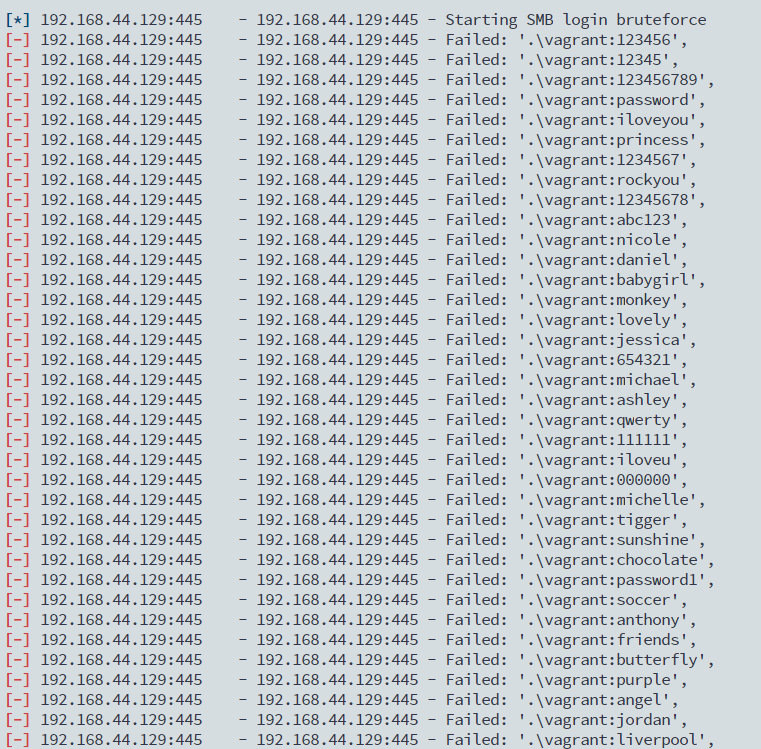 [*] 192.168.44.129:445    - 192.168.44.129:445 - Starting SMB login bruteforce
[-] 192.168.44.129:445    - 192.168.44.129:445 - Failed: '.\vagrant:123456',
[-] 192.168.44.129:445    - 192.168.44.129:445 - Failed: '.\vagrant:12345',
[-] 192.168.44.129:445    - 192.168.44.129:445 - Failed: '.\vagrant:123456789',
[-] 192.168.44.129:445    - 192.168.44.129:445 - Failed: '.\vagrant:password',
[-] 192.168.44.129:445    - 192.168.44.129:445 - Failed: '.\vagrant:iloveyou',
[-] 192.168.44.129:445    - 192.168.44.129:445 - Failed: '.\vagrant:princess',
[-] 192.168.44.129:445    - 192.168.44.129:445 - Failed: '.\vagrant:1234567',
[-] 192.168.44.129:445    - 192.168.44.129:445 - Failed: '.\vagrant:rockyou',
[-] 192.168.44.129:445    - 192.168.44.129:445 - Failed: '.\vagrant:12345678',
[-] 192.168.44.129:445    - 192.168.44.129:445 - Failed: '.\vagrant:abc123',
[-] 192.168.44.129:445    - 192.168.44.129:445 - Failed: '.\vagrant:nicole',
[-] 192.168.44.129:445    - 192.168.44.129:445 - Failed: '.\vagrant:daniel',
[-] 192.168.44.129:445    - 192.168.44.129:445 - Failed: '.\vagrant:babygirl',
[-] 192.168.44.129:445    - 192.168.44.129:445 - Failed: '.\vagrant:monkey',
[-] 192.168.44.129:445    - 192.168.44.129:445 - Failed: '.\vagrant:lovely',
[-] 192.168.44.129:445    - 192.168.44.129:445 - Failed: '.\vagrant:jessica',
[-] 192.168.44.129:445    - 192.168.44.129:445 - Failed: '.\vagrant:654321',
[-] 192.168.44.129:445    - 192.168.44.129:445 - Failed: '.\vagrant:michael',
[-] 192.168.44.129:445    - 192.168.44.129:445 - Failed: '.\vagrant:ashley',
[-] 192.168.44.129:445    - 192.168.44.129:445 - Failed: '.\vagrant:qwerty',
[-] 192.168.44.129:445    - 192.168.44.129:445 - Failed: '.\vagrant:111111',
[-] 192.168.44.129:445    - 192.168.44.129:445 - Failed: '.\vagrant:iloveu',
[-] 192.168.44.129:445    - 192.168.44.129:445 - Failed: '.\vagrant:000000',
[-] 192.168.44.129:445    - 192.168.44.129:445 - Failed: '.\vagrant:michelle',
[-] 192.168.44.129:445    - 192.168.44.129:445 - Failed: '.\vagrant:tigger',
[-] 192.168.44.129:445    - 192.168.44.129:445 - Failed: '.\vagrant:sunshine',
[-] 192.168.44.129:445    - 192.168.44.129:445 - Failed: '.\vagrant:chocolate',
[-] 192.168.44.129:445    - 192.168.44.129:445 - Failed: '.\vagrant:password1',
[-] 192.168.44.129:445    - 192.168.44.129:445 - Failed: '.\vagrant:soccer',
[-] 192.168.44.129:445    - 192.168.44.129:445 - Failed: '.\vagrant:anthony',
[-] 192.168.44.129:445    - 192.168.44.129:445 - Failed: '.\vagrant:friends',
[-] 192.168.44.129:445    - 192.168.44.129:445 - Failed: '.\vagrant:butterfly',
[-] 192.168.44.129:445    - 192.168.44.129:445 - Failed: '.\vagrant:purple',
[-] 192.168.44.129:445    - 192.168.44.129:445 - Failed: '.\vagrant:angel',
[-] 192.168.44.129:445    - 192.168.44.129:445 - Failed: '.\vagrant:jordan',
[-] 192.168.44.129:445    - 192.168.44.129:445 - Failed: '.\vagrant:liverpool',